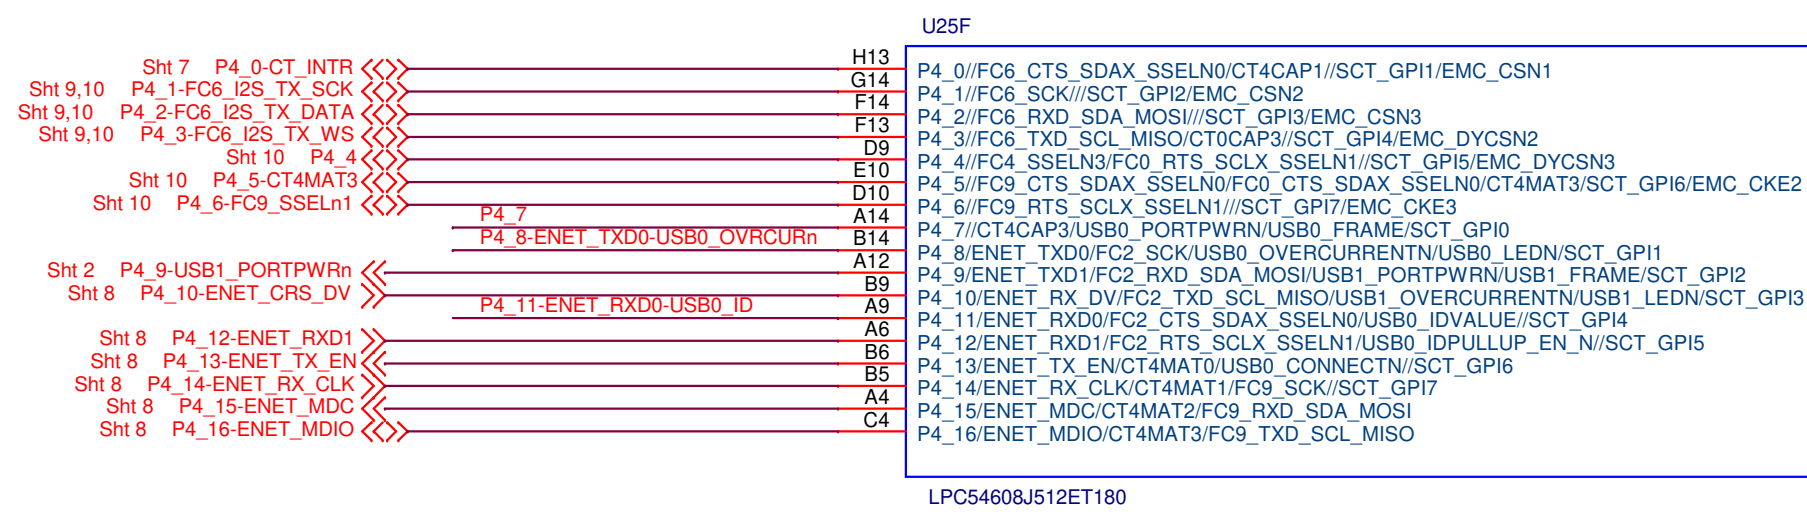 U25F
Sht 7 P4_0-CT_INTR H13 P4_0//FC6_CTS_SDAX_SSELN0/CT4CAP1//SCT_GPI1/EMC_CSN1
Sht 9,10 P4_1-FC6_I2S_TX_SCK G14 P4_1//FC6_SCK///SCT_GPI2/EMC_CSN2
Sht 9,10 P4_2-FC6_I2S_TX_DATA F14 P4_2//FC6_RXD_SDA_MOSI///SCT_GPI3/EMC_CSN3
Sht 9,10 P4_3-FC6_I2S_TX_WS F13 P4_3//FC6_TXD_SCL_MISO/CT0CAP3//SCT_GPI4/EMC_DYCSN2
Sht 10 P4_4 D9 P4_4//FC4_SSELN3/FC0_RTS_SCLX_SSELN1//SCT_GPI5/EMC_DYCSN3
Sht 10 P4_5-CT4MAT3 E10 P4_5//FC9_CTS_SDAX_SSELN0/FC0_CTS_SDAX_SSELN0/CT4MAT3/SCT_GPI6/EMC_CKE2
Sht 10 P4_6-FC9_SSELn1 D10 P4_6//FC9_RTS_SCLX_SSELN1///SCT_GPI7/EMC_CKE3
P4_7 A14 P4_7//CT4CAP3/USB0_PORTPWRN/USB0_FRAME/SCT_GPI0
P4_8-ENET_TXD0-USB0_OVRCURn B14 P4_8/ENET_TXD0/FC2_SCK/USB0_OVERCURRENTN/USB0_LEDN/SCT_GPI1
Sht 2 P4_9-USB1_PORTPWRn A12 P4_9/ENET_TXD1/FC2_RXD_SDA_MOSI/USB1_PORTPWRN/USB1_FRAME/SCT_GPI2
Sht 8 P4_10-ENET_CRS_DV B9 P4_10/ENET_RX_DV/FC2_TXD_SCL_MISO/USB1_OVERCURRENTN/USB1_LEDN/SCT_GPI3
P4_11-ENET_RXD0-USB0_ID A9 P4_11/ENET_RXD0/FC2_CTS_SDAX_SSELN0/USB0_IDVALUE//SCT_GPI4
Sht 8 P4_12-ENET_RXD1 A6 P4_12/ENET_RXD1/FC2_RTS_SCLX_SSELN1/USB0_IDPULLUP_EN_N//SCT_GPI5
Sht 8 P4_13-ENET_TX_EN B6 P4_13/ENET_TX_EN/CT4MAT0/USB0_CONNECTN//SCT_GPI6
Sht 8 P4_14-ENET_RX_CLK B5 P4_14/ENET_RX_CLK/CT4MAT1/FC9_SCK//SCT_GPI7
Sht 8 P4_15-ENET_MDC A4 P4_15/ENET_MDC/CT4MAT2/FC9_RXD_SDA_MOSI
Sht 8 P4_16-ENET_MDIO C4 P4_16/ENET_MDIO/CT4MAT3/FC9_TXD_SCL_MISO
LPC54608J512ET180